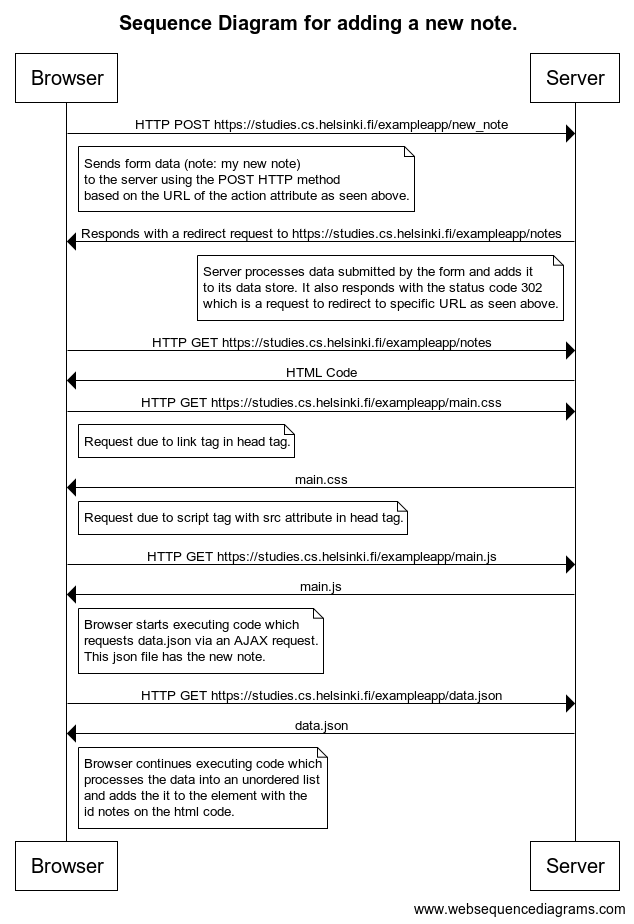 Sequence Diagram for adding a new note.
Browser
Server
HTTP POST https://studies.cs.helsinki.fi/exampleapp/new_note
Sends form data (note: my new note)
to the server using the POST HTTP method
based on the URL of the action attribute as seen above.
Responds with a redirect request to https://studies.cs.helsinki.fi/exampleapp/notes
Server processes data submitted by the form and adds it
to its data store. It also responds with the status code 302
which is a request to redirect to specific URL as seen above.
HTTP GET https://studies.cs.helsinki.fi/exampleapp/notes
HTML Code
HTTP GET https://studies.cs.helsinki.fi/exampleapp/main.css
Request due to link tag in head tag.
main.css
Request due to script tag with src attribute in head tag.
HTTP GET https://studies.cs.helsinki.fi/exampleapp/main.js
main.js
Browser starts executing code which
requests data.json via an AJAX request.
This json file has the new note.
HTTP GET https://studies.cs.helsinki.fi/exampleapp/data.json
data.json
Browser continues executing code which
processes the data into an unordered list
and adds the it to the element with the
id notes on the html code.
Browser
Server
www.websequencediagrams.com